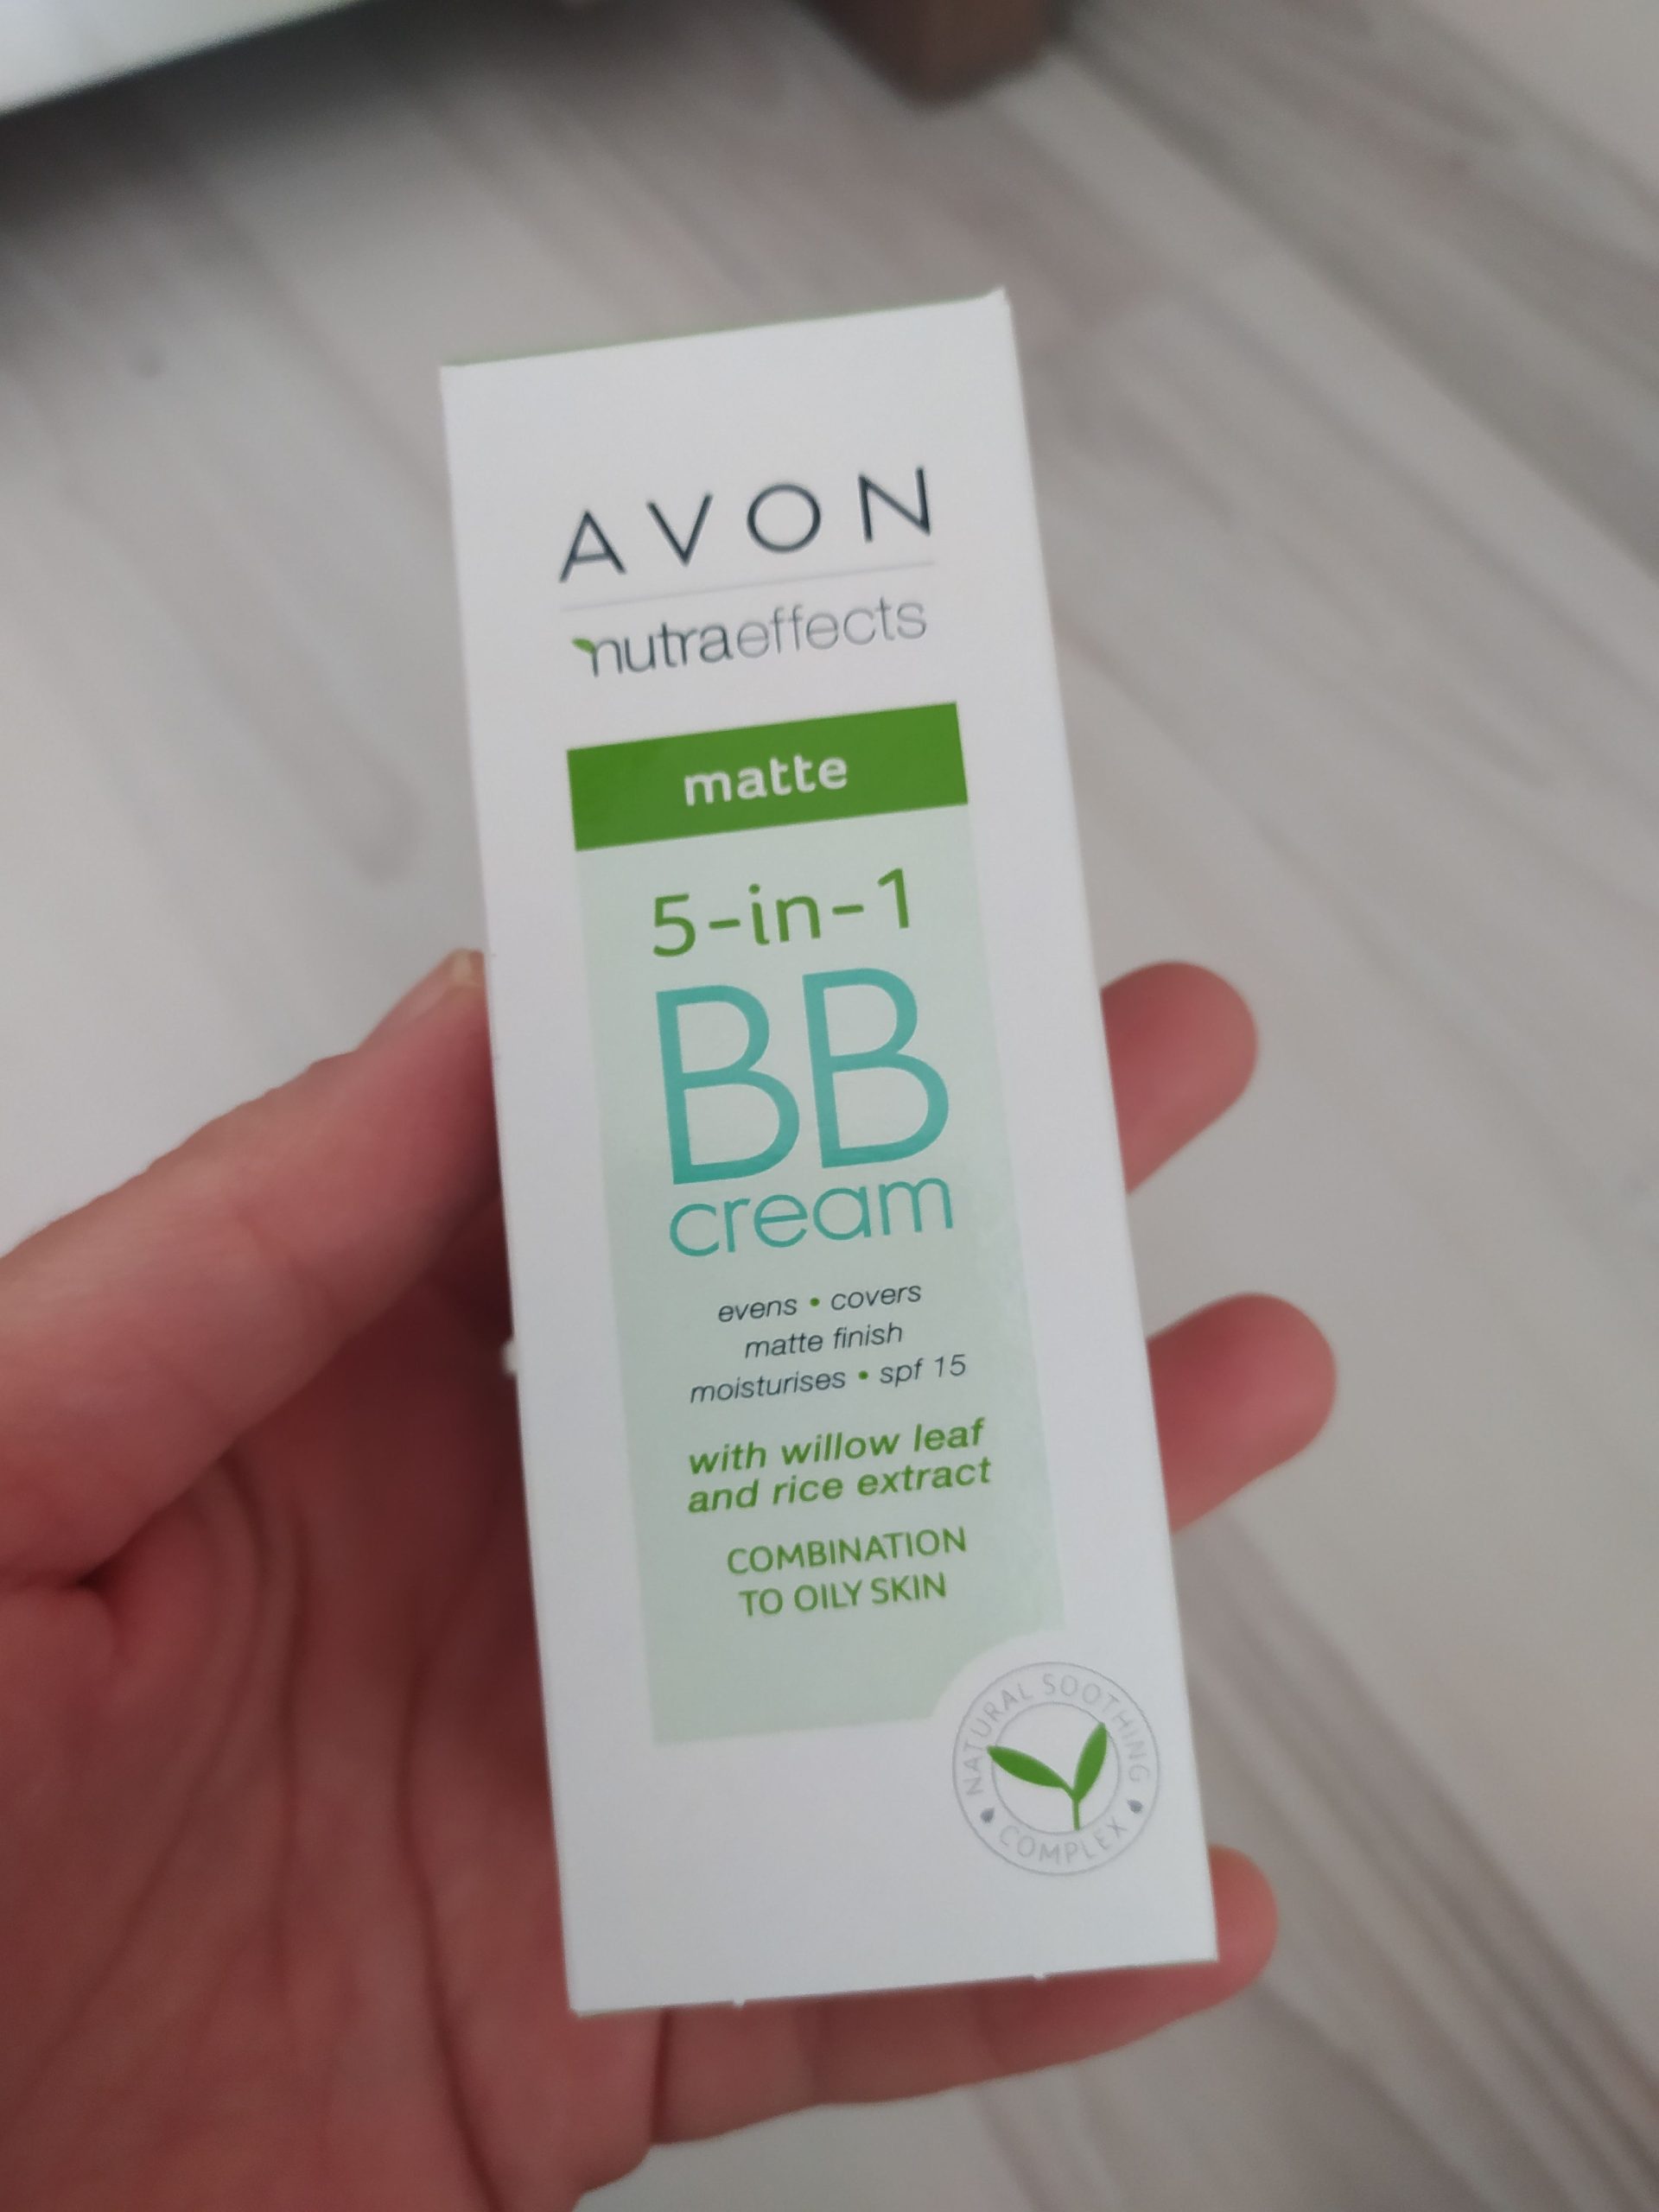 AVON
nutraeffects
matte
5-in-1
BB
cream
evens • covers
matte finish
moisturises • spf 15
with willow leaf
and rice extract
COMBINATION
TO OILY SKIN
NATURAL SOOTHING
COMPLEX